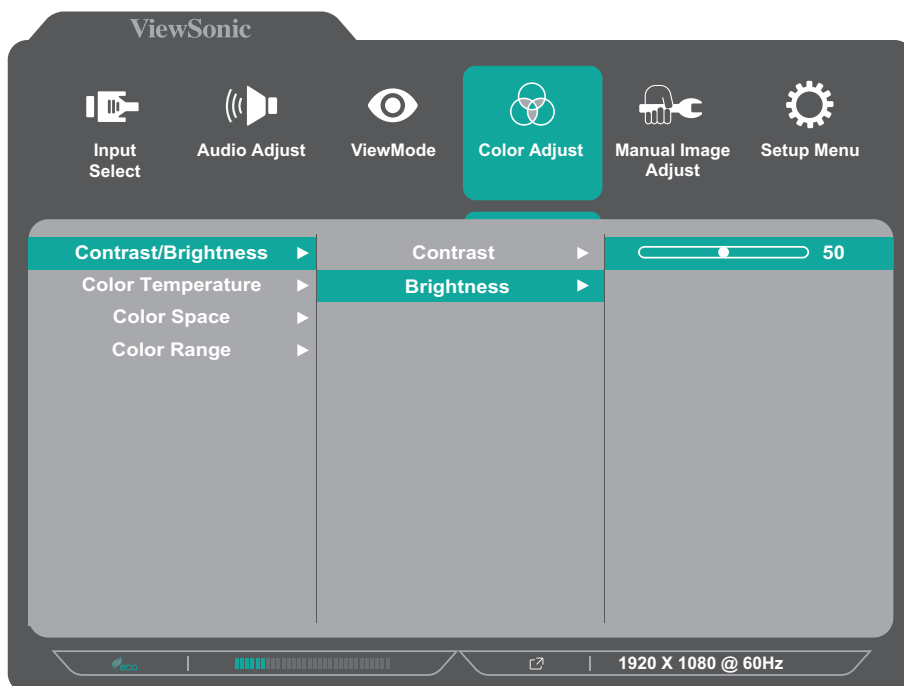 ViewSonic
Input Select
Audio Adjust
ViewMode
Color Adjust
Manual Image Adjust
Setup Menu
Contrast/Brightness
Contrast
50
Color Temperature
Brightness
Color Space
Color Range
eco
1920 X 1080 @ 60Hz